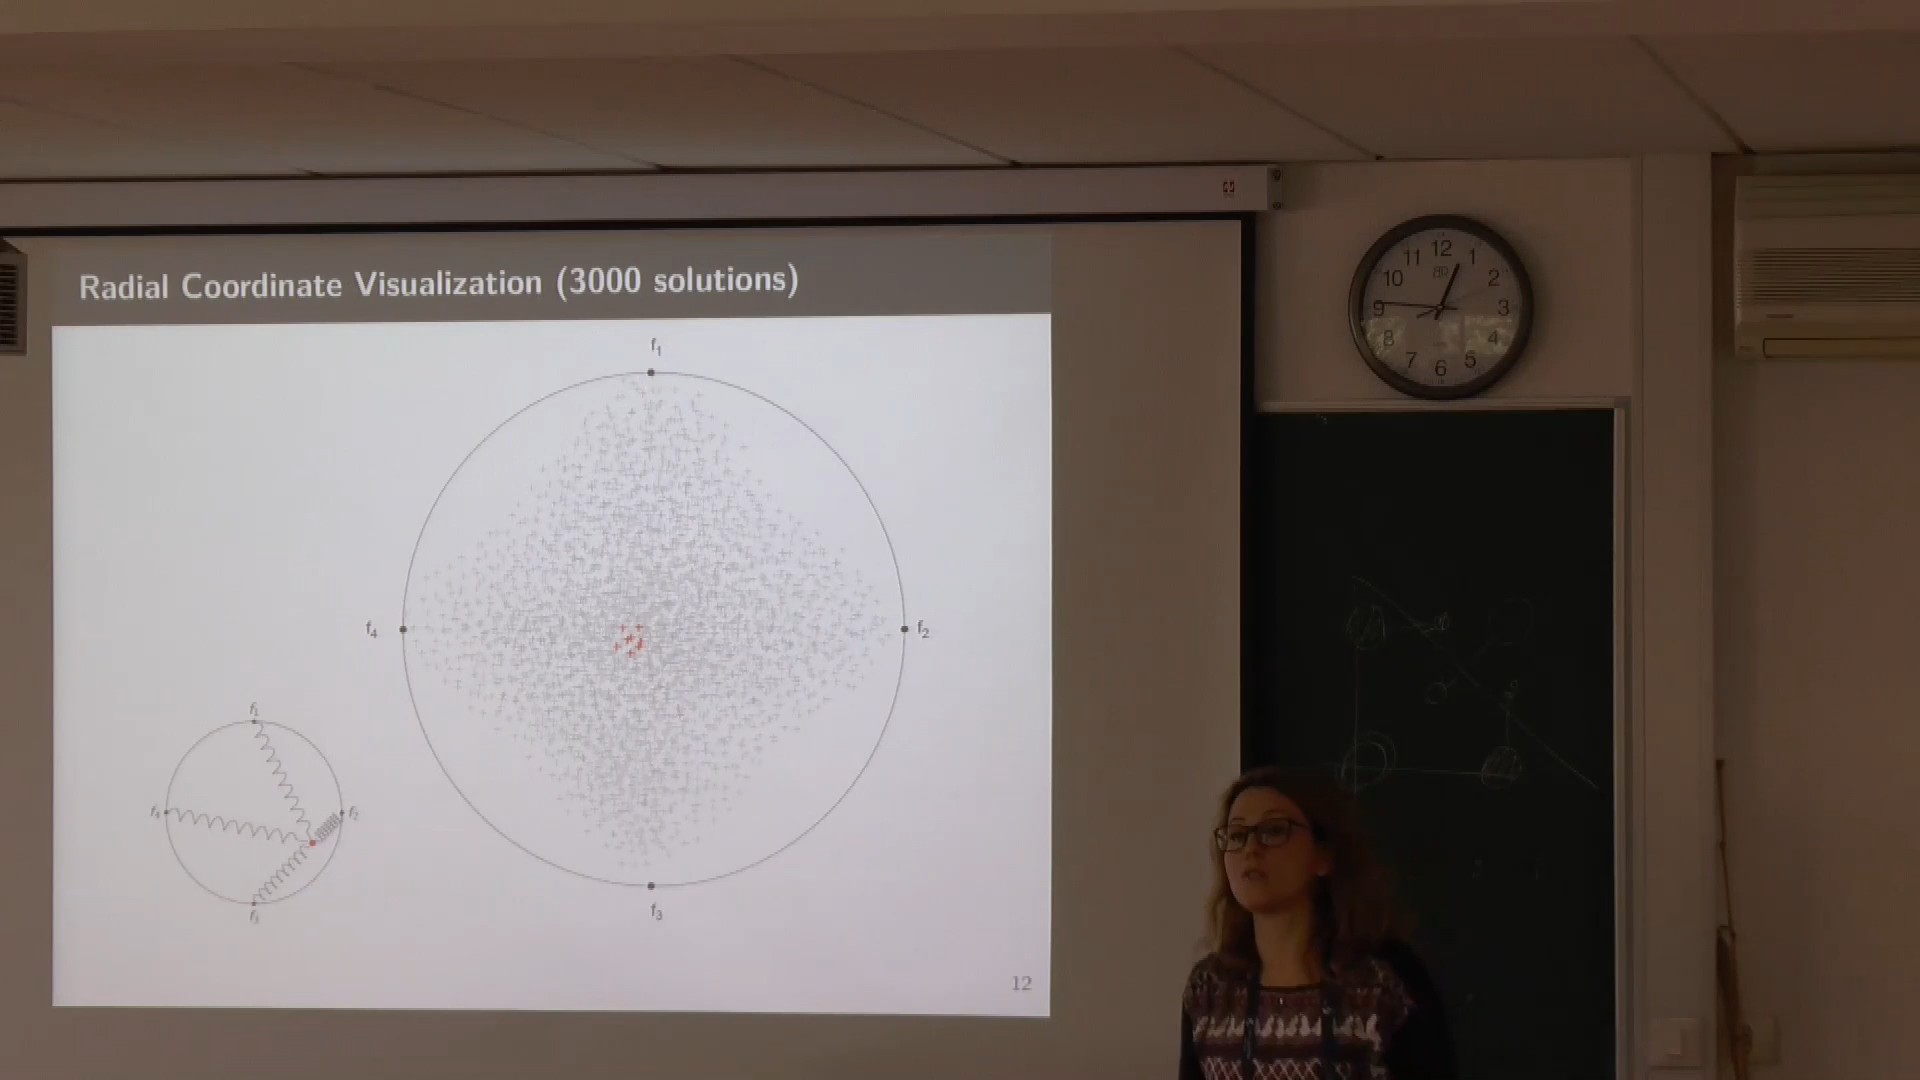 Radial Coordinate Visualization (3000 solutions)
f1
f4
f2
f3
f1
f4
f2
f3
12
12
1
2
3
4
5
6
7
8
9
10
11